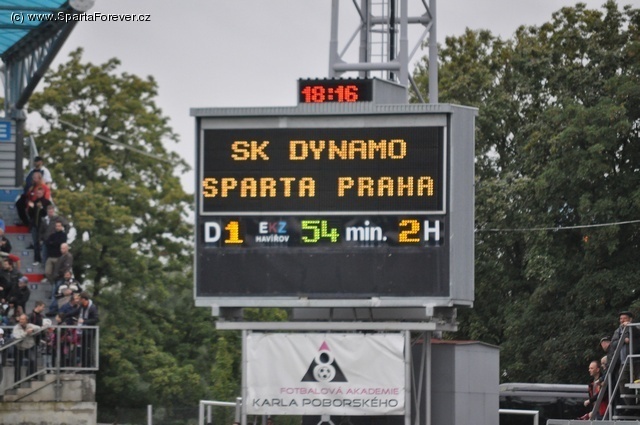 (c) www.SpartaForever.cz
18:16
SK DYNAMO
SPARTA PRAHA
D 1 EKZ HAVÍŘOV 54 min. 2 H
FOTBALOVÁ AKADEMIE
KARLA POBORSKÉHO